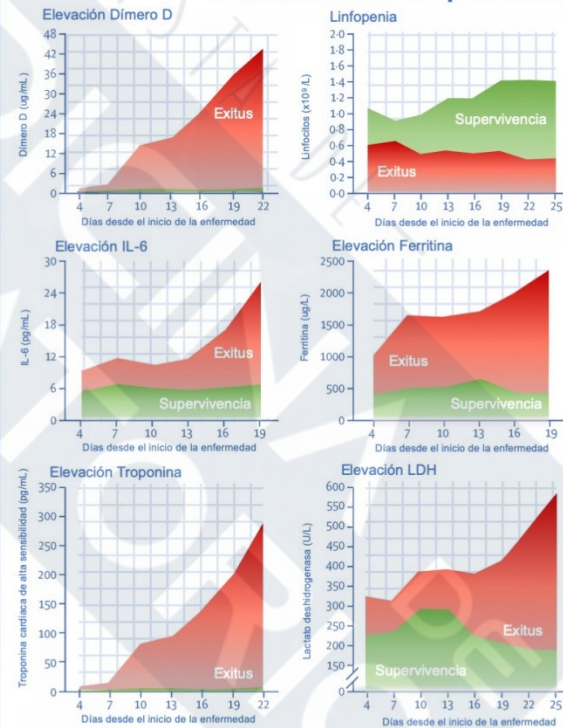 Elevación Dímero D
Dímero D (ug/mL)
48
42
36
30
24
18
12
6
0
Exitus
4 7 10 13 16 19 22
Días desde el inicio de la enfermedad
Linfopenia
Linfocitos (x10⁹/L)
2·0
1·8
1·6
1·4
1·2
1·0
0·8
0·6
0·4
0·2
0·0
Supervivencia
Exitus
4 7 10 13 16 19 22 25
Días desde el inicio de la enfermedad
Elevación IL-6
IL-6 (pg/mL)
30
24
18
12
6
0
Exitus
Supervivencia
4 7 10 13 16 19
Días desde el inicio de la enfermedad
Elevación Ferritina
Ferritina (ug/L)
2500
2000
1500
1000
500
0
Exitus
Supervivencia
4 7 10 13 16 19
Días desde el inicio de la enfermedad
Elevación Troponina
Troponina cardíaca de alta sensibilidad (pg/mL)
350
300
250
200
150
100
50
0
Exitus
4 7 10 13 16 19 22
Días desde el inicio de la enfermedad
Elevación LDH
Lactato deshidrogenasa (U/L)
600
550
500
450
400
350
300
250
200
150
0
Exitus
Supervivencia
4 7 10 13 16 19 22 25
Días desde el inicio de la enfermedad